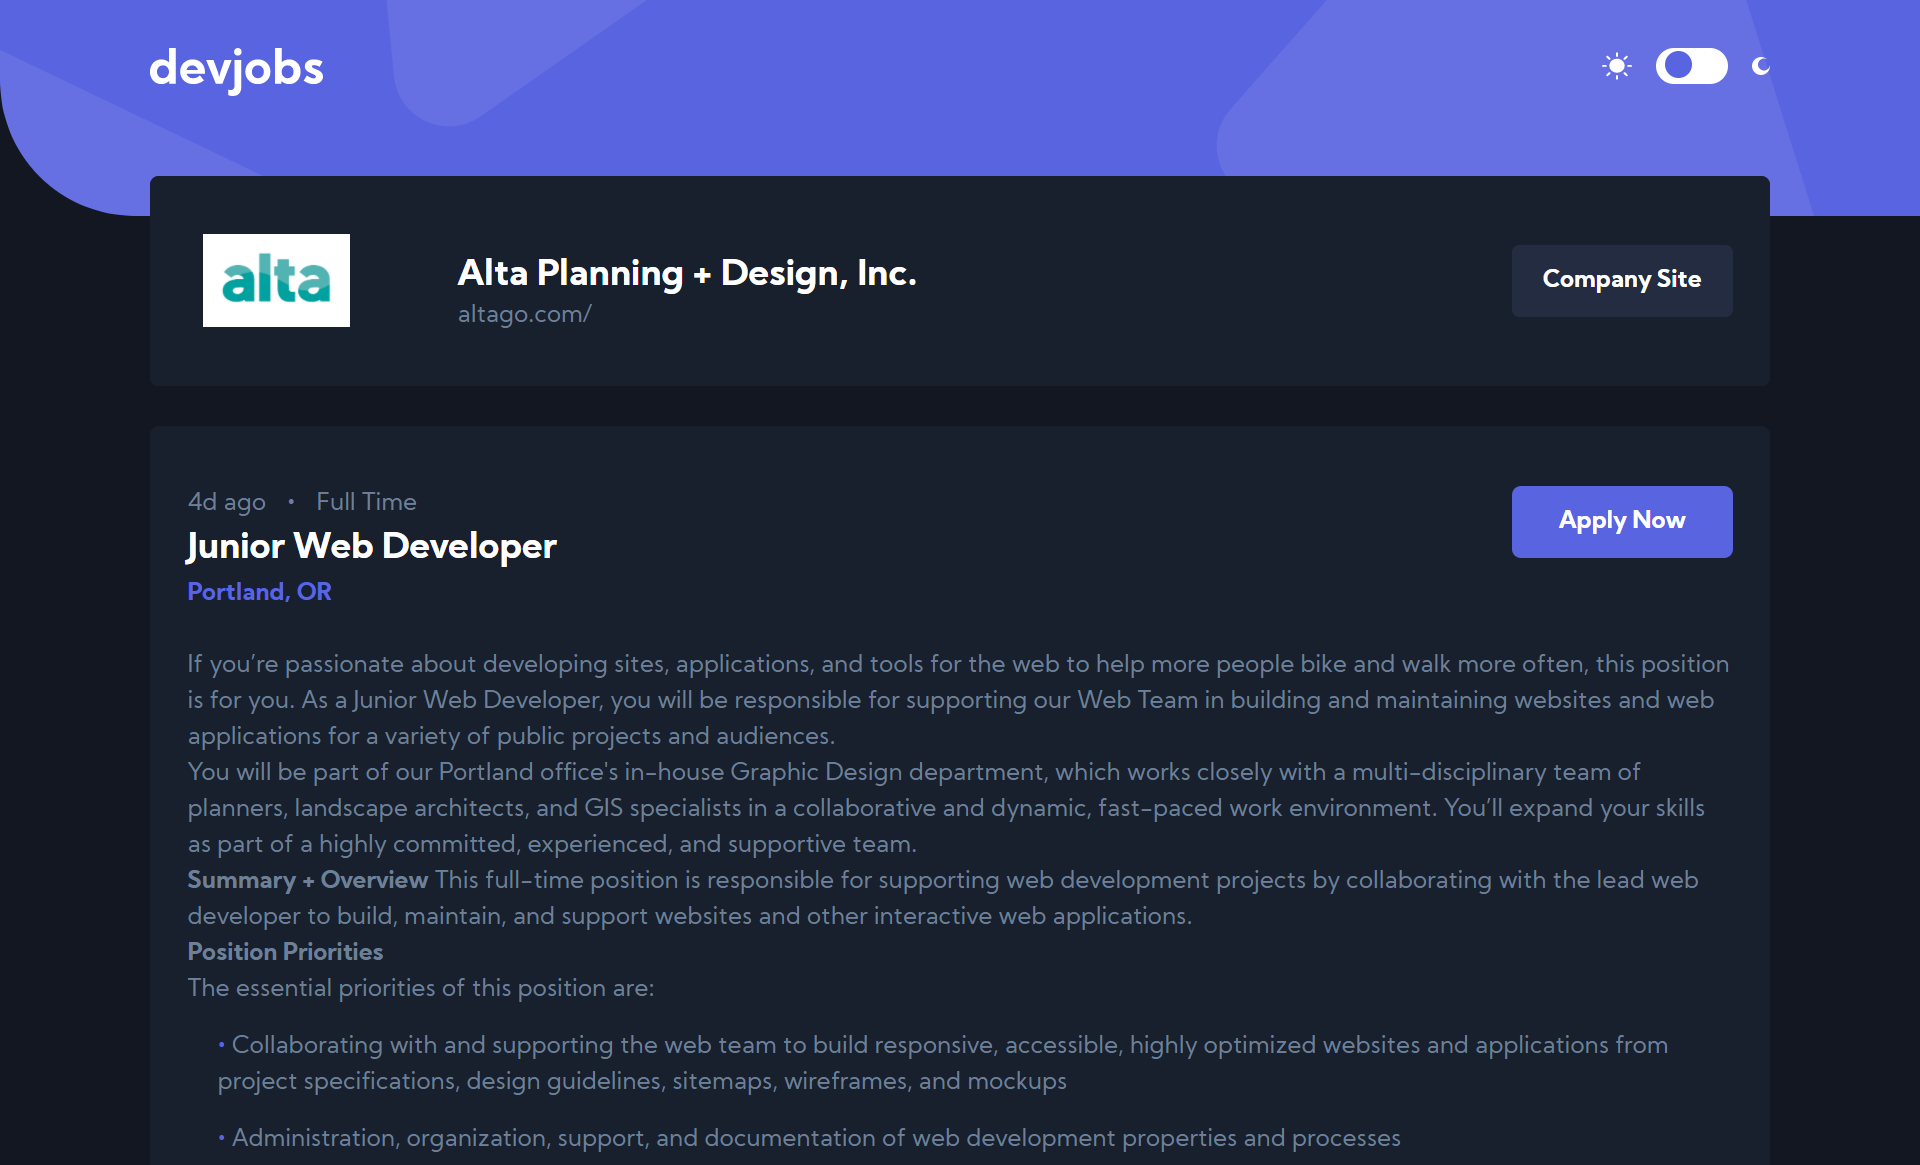 devjobs
alta
Alta Planning + Design, Inc.
altago.com/
Company Site
4d ago • Full Time
Junior Web Developer
Portland, OR
Apply Now
If you’re passionate about developing sites, applications, and tools for the web to help more people bike and walk more often, this position
is for you. As a Junior Web Developer, you will be responsible for supporting our Web Team in building and maintaining websites and web
applications for a variety of public projects and audiences.
You will be part of our Portland office's in-house Graphic Design department, which works closely with a multi-disciplinary team of
planners, landscape architects, and GIS specialists in a collaborative and dynamic, fast-paced work environment. You’ll expand your skills
as part of a highly committed, experienced, and supportive team.
Summary + Overview This full-time position is responsible for supporting web development projects by collaborating with the lead web
developer to build, maintain, and support websites and other interactive web applications.
Position Priorities
The essential priorities of this position are:
• Collaborating with and supporting the web team to build responsive, accessible, highly optimized websites and applications from
project specifications, design guidelines, sitemaps, wireframes, and mockups
• Administration, organization, support, and documentation of web development properties and processes